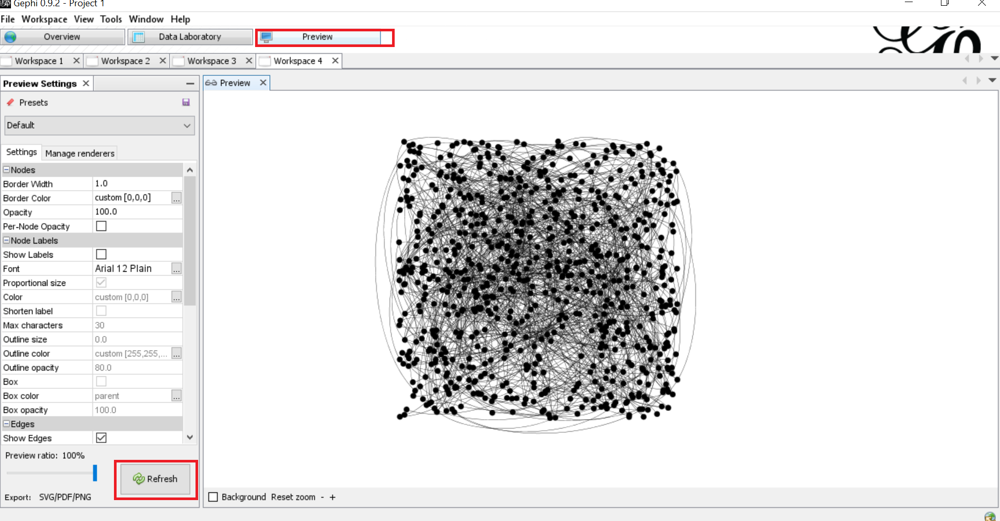 Gephi 0.9.2 - Project 1
File Workspace View Tools Window Help
Overview Data Laboratory Preview
Workspace 1 Workspace 2 Workspace 3 Workspace 4
Preview Settings
Preview
Presets
Default
Settings Manage renderers
Nodes
Border Width 1.0
Border Color custom [0,0,0] ...
Opacity 100.0
Per-Node Opacity
Node Labels
Show Labels
Font Arial 12 Plain ...
Proportional size
Color custom [0,0,0] ...
Shorten label
Max characters 30
Outline size 0.0
Outline color custom [255,255,... ...
Outline opacity 80.0
Box
Box color parent ...
Box opacity 100.0
Edges
Show Edges
Preview ratio: 100%
Refresh
Export: SVG/PDF/PNG
Background Reset zoom - +